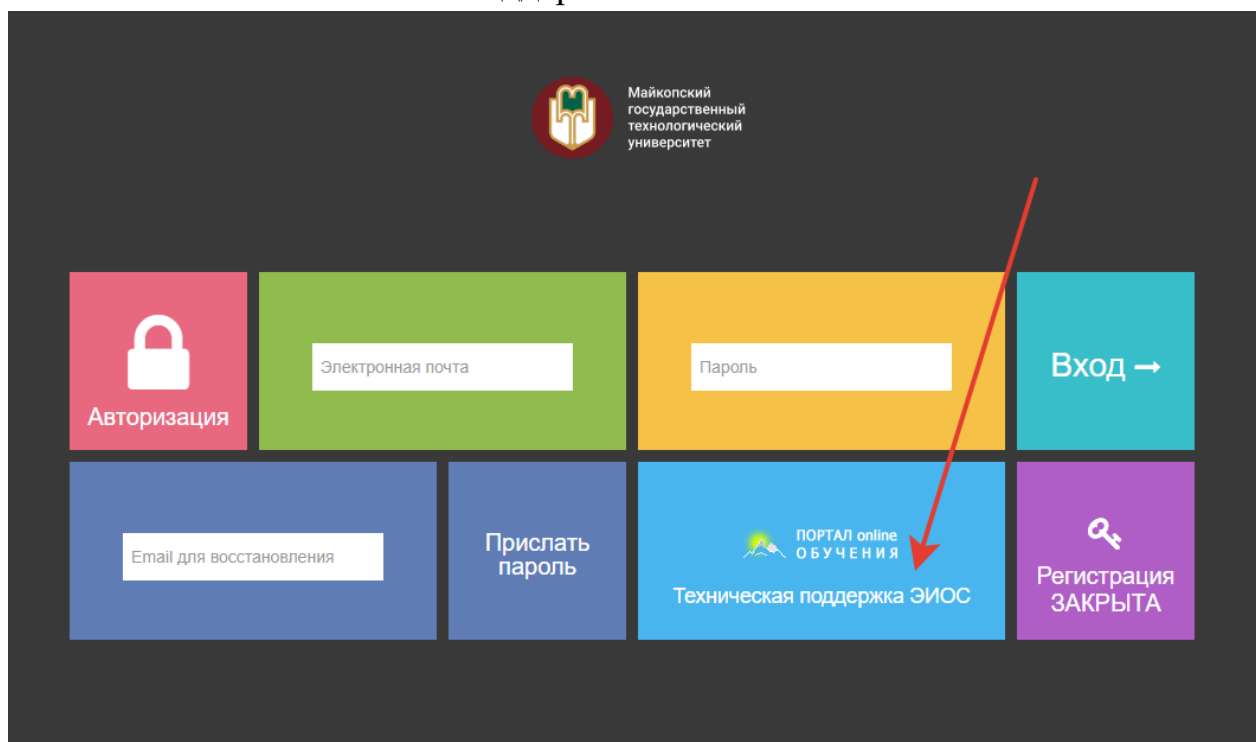 Майкопский
государственный
технологический
университет
Авторизация
Электронная почта
Пароль
Вход →
Email для восстановления
Прислать
пароль
ПОРТАЛ online
ОБУЧЕНИЯ
Техническая поддержка ЭИОС
Регистрация
ЗАКРЫТА